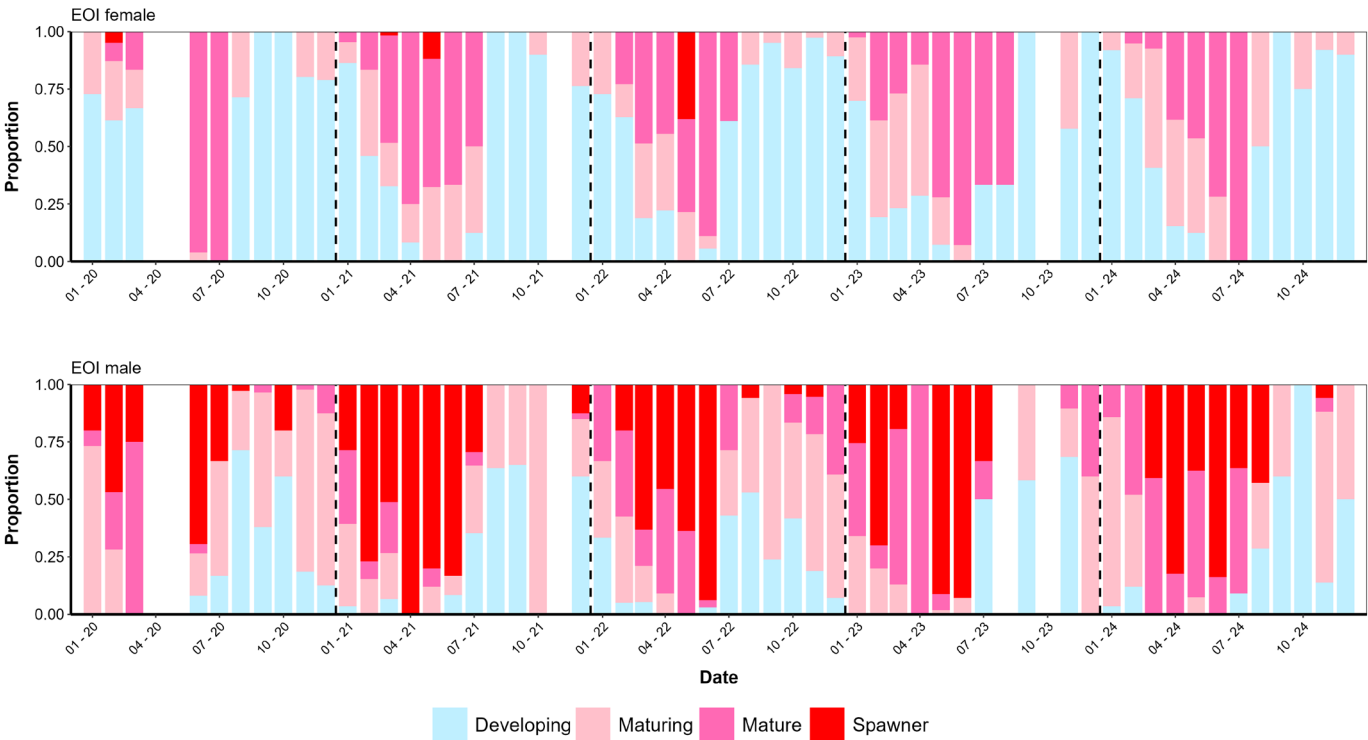 EOI female
Proportion
1.00
0.75
0.50
0.25
0.00
01 - 20
04 - 20
07 - 20
10 - 20
01 - 21
04 - 21
07 - 21
10 - 21
01 - 22
04 - 22
07 - 22
10 - 22
01 - 23
04 - 23
07 - 23
10 - 23
01 - 24
04 - 24
07 - 24
10 - 24
EOI male
Proportion
1.00
0.75
0.50
0.25
0.00
01 - 20
04 - 20
07 - 20
10 - 20
01 - 21
04 - 21
07 - 21
10 - 21
01 - 22
04 - 22
07 - 22
10 - 22
01 - 23
04 - 23
07 - 23
10 - 23
01 - 24
04 - 24
07 - 24
10 - 24
Date
Developing Maturing Mature Spawner